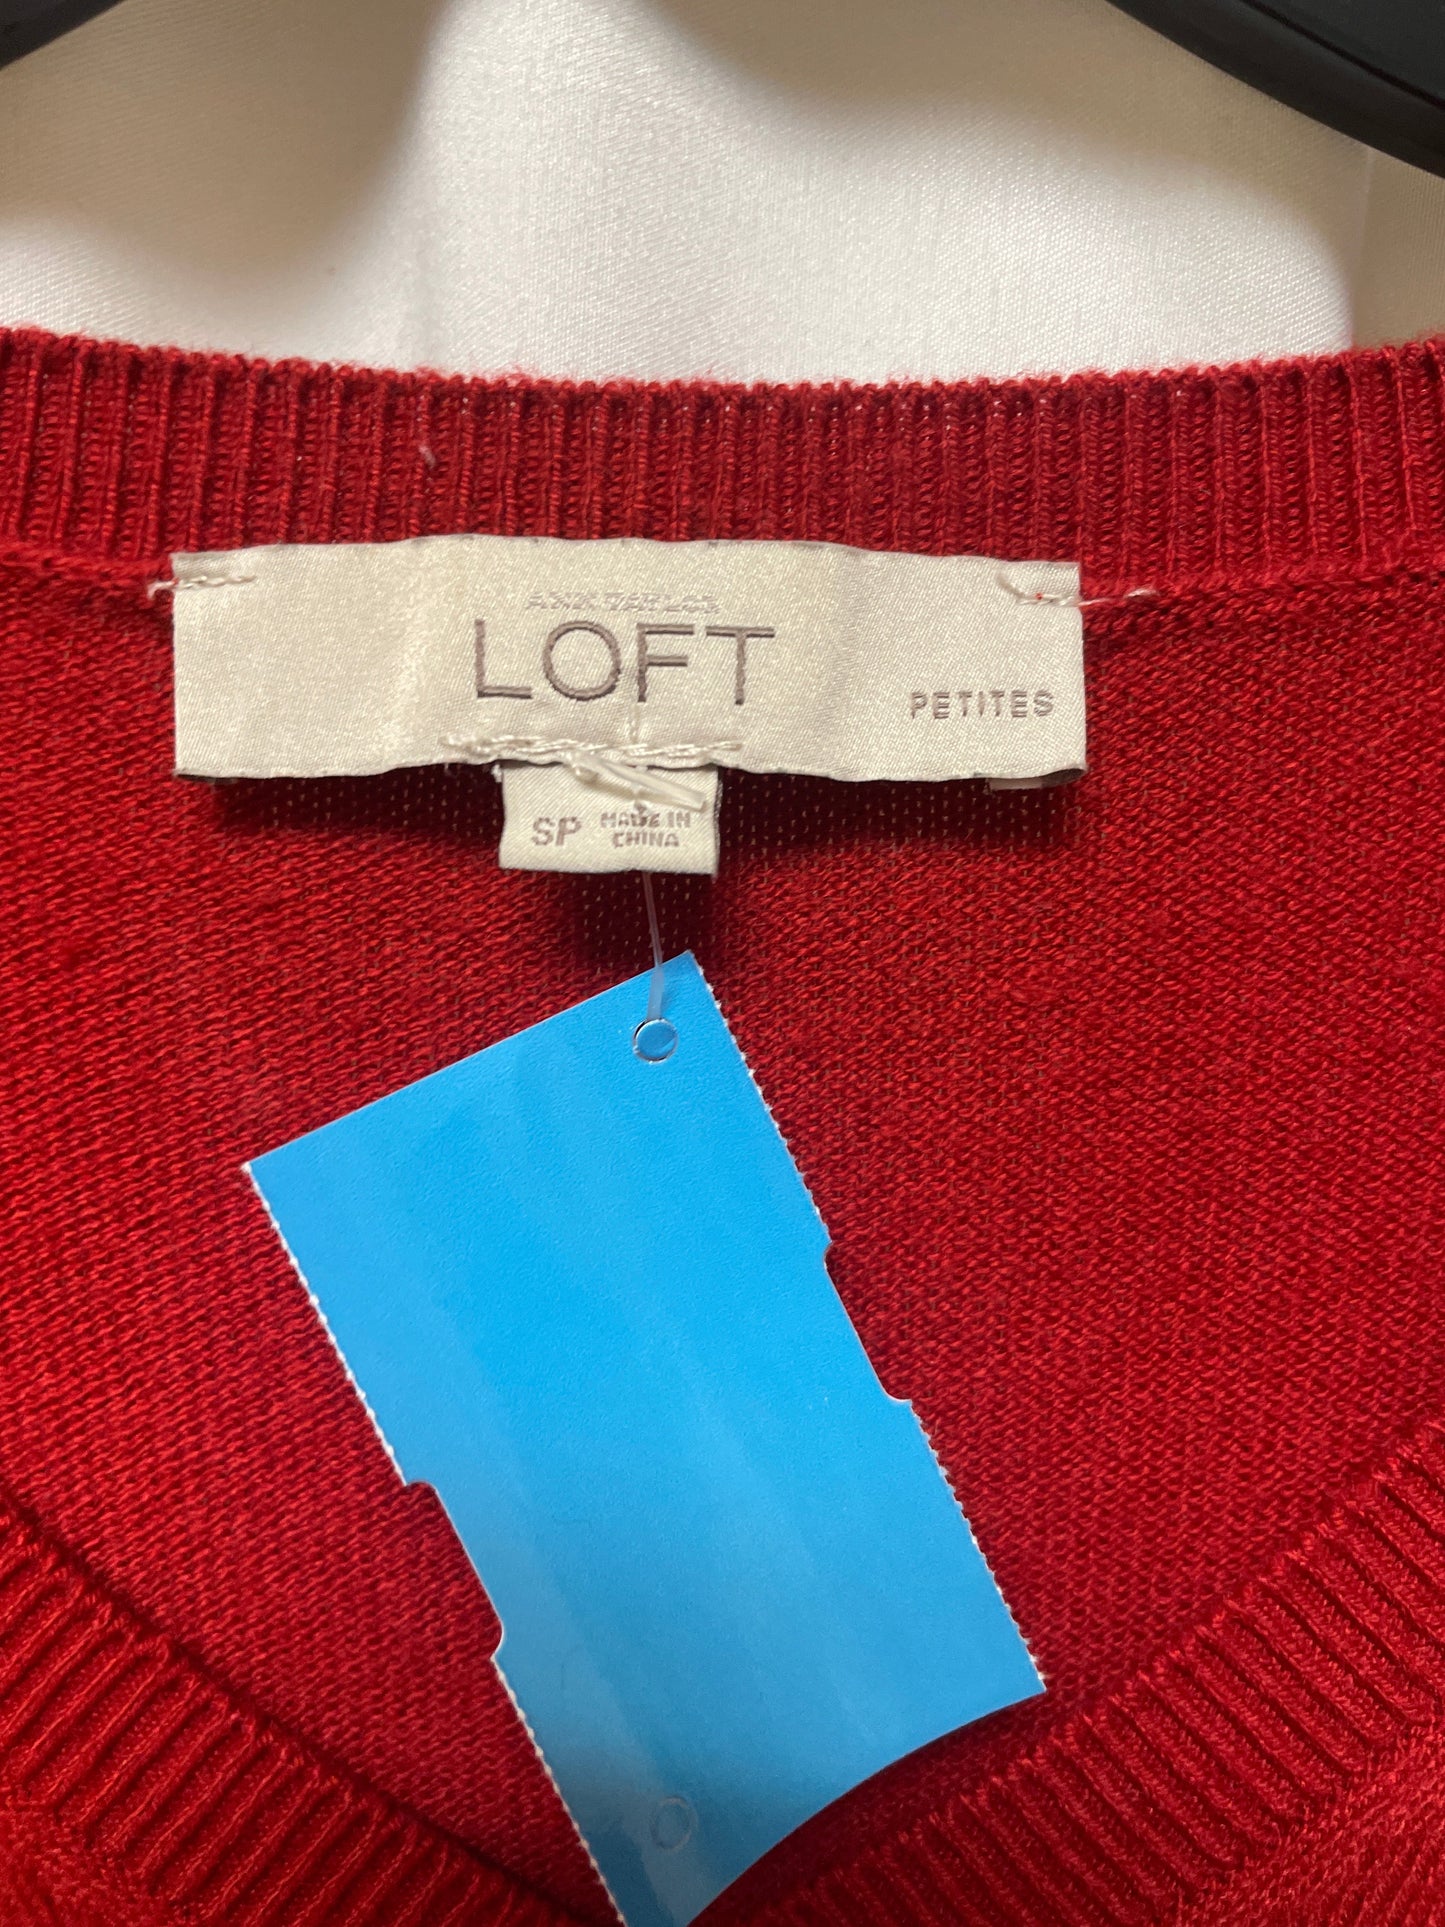 ANN TAYLOR
LOFT
PETITES
SP MADE IN
CHINA